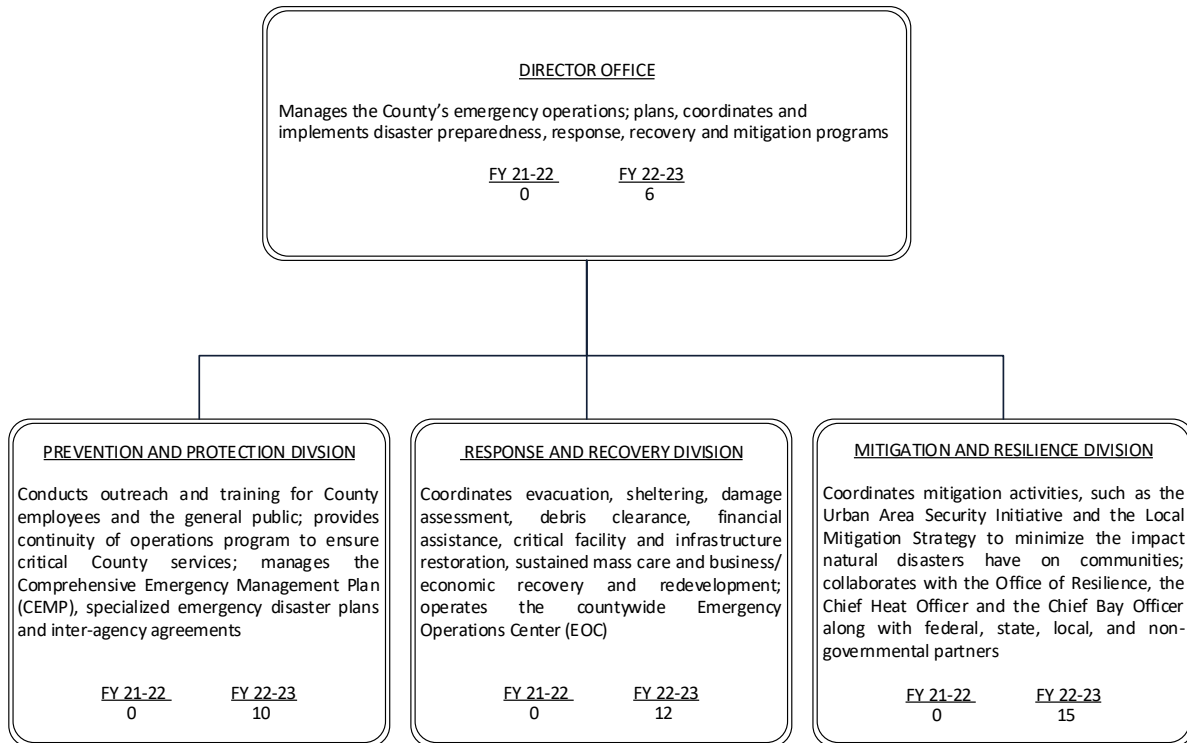 DIRECTOR OFFICE
Manages the County’s emergency operations; plans, coordinates and
implements disaster preparedness, response, recovery and mitigation programs
FY 21-22 FY 22-23
0 6
PREVENTION AND PROTECTION DIVSION
Conducts outreach and training for County
employees and the general public; provides
continuity of operations program to ensure
critical County services; manages the
Comprehensive Emergency Management Plan
(CEMP), specialized emergency disaster plans
and inter-agency agreements
FY 21-22 FY 22-23
0 10
RESPONSE AND RECOVERY DIVISION
Coordinates evacuation, sheltering, damage
assessment, debris clearance, financial
assistance, critical facility and infrastructure
restoration, sustained mass care and business/
economic recovery and redevelopment;
operates the countywide Emergency
Operations Center (EOC)
FY 21-22 FY 22-23
0 12
MITIGATION AND RESILIENCE DIVISION
Coordinates mitigation activities, such as the
Urban Area Security Initiative and the Local
Mitigation Strategy to minimize the impact
natural disasters have on communities;
collaborates with the Office of Resilience, the
Chief Heat Officer and the Chief Bay Officer
along with federal, state, local, and non-
governmental partners
FY 21-22 FY 22-23
0 15